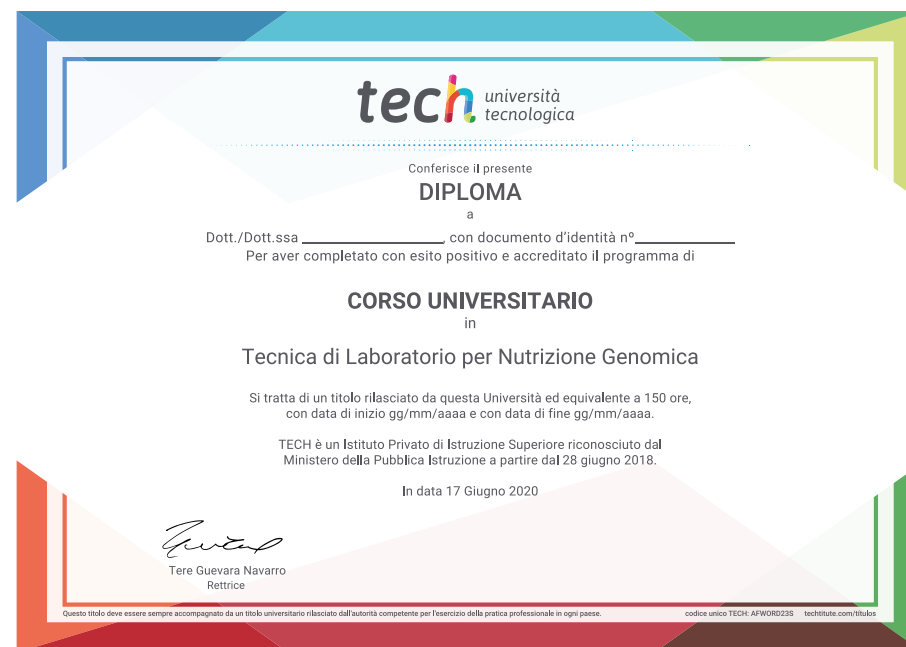 tech università
tecnologica
Conferisce il presente
DIPLOMA
a
Dott./Dott.ssa ____________________, con documento d'identità nº______________
Per aver completato con esito positivo e accreditato il programma di
CORSO UNIVERSITARIO
in
Tecnica di Laboratorio per Nutrizione Genomica
Si tratta di un titolo rilasciato da questa Università ed equivalente a 150 ore,
con data di inizio gg/mm/aaaa e con data di fine gg/mm/aaaa.
TECH è un Istituto Privato di Istruzione Superiore riconosciuto dal
Ministero della Pubblica Istruzione a partire dal 28 giugno 2018.
In data 17 Giugno 2020
Tere Guevara Navarro
Rettrice
Questo titolo deve essere sempre accompagnato da un titolo universitario rilasciato dall'autorità competente per l'esercizio della pratica professionale in ogni paese. codice unico TECH: AFWORD23S techtitute.com/títulos